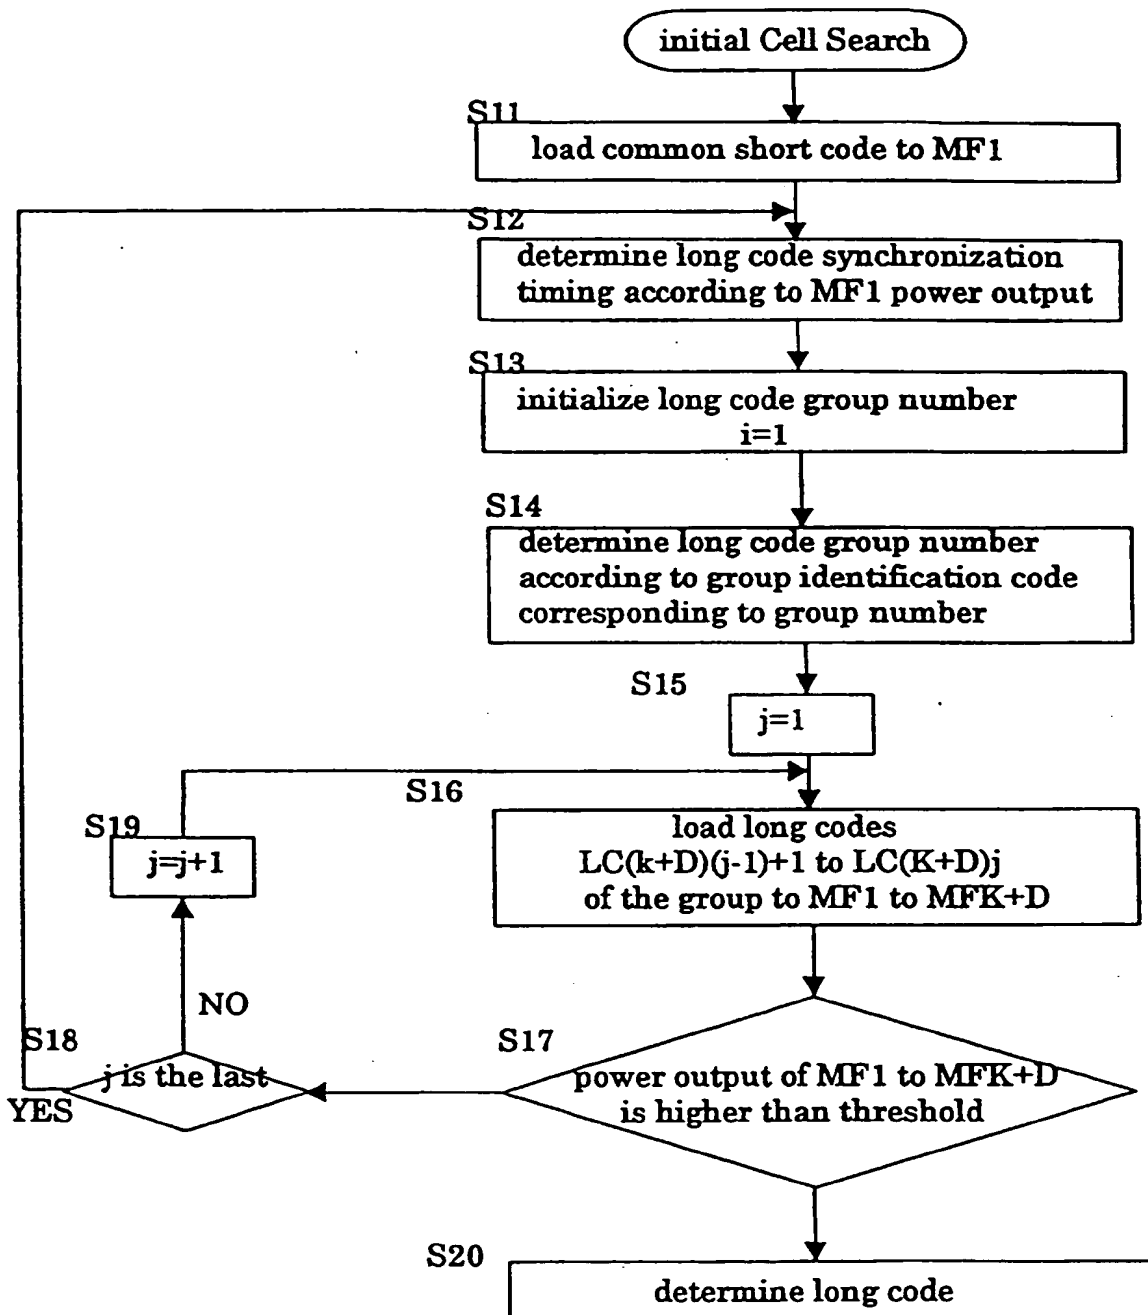 initial Cell Search
S11
load common short code to MF1
S12
determine long code synchronization
timing according to MF1 power output
S13
initialize long code group number
i=1
S14
determine long code group number
according to group identification code
corresponding to group number
S15
j=1
S16
S19
j=j+1
load long codes
LC(k+D)(j-1)+1 to LC(K+D)j
of the group to MF1 to MFK+D
NO
S18
j is the last
YES
S17
power output of MF1 to MFK+D
is higher than threshold
S20
determine long code